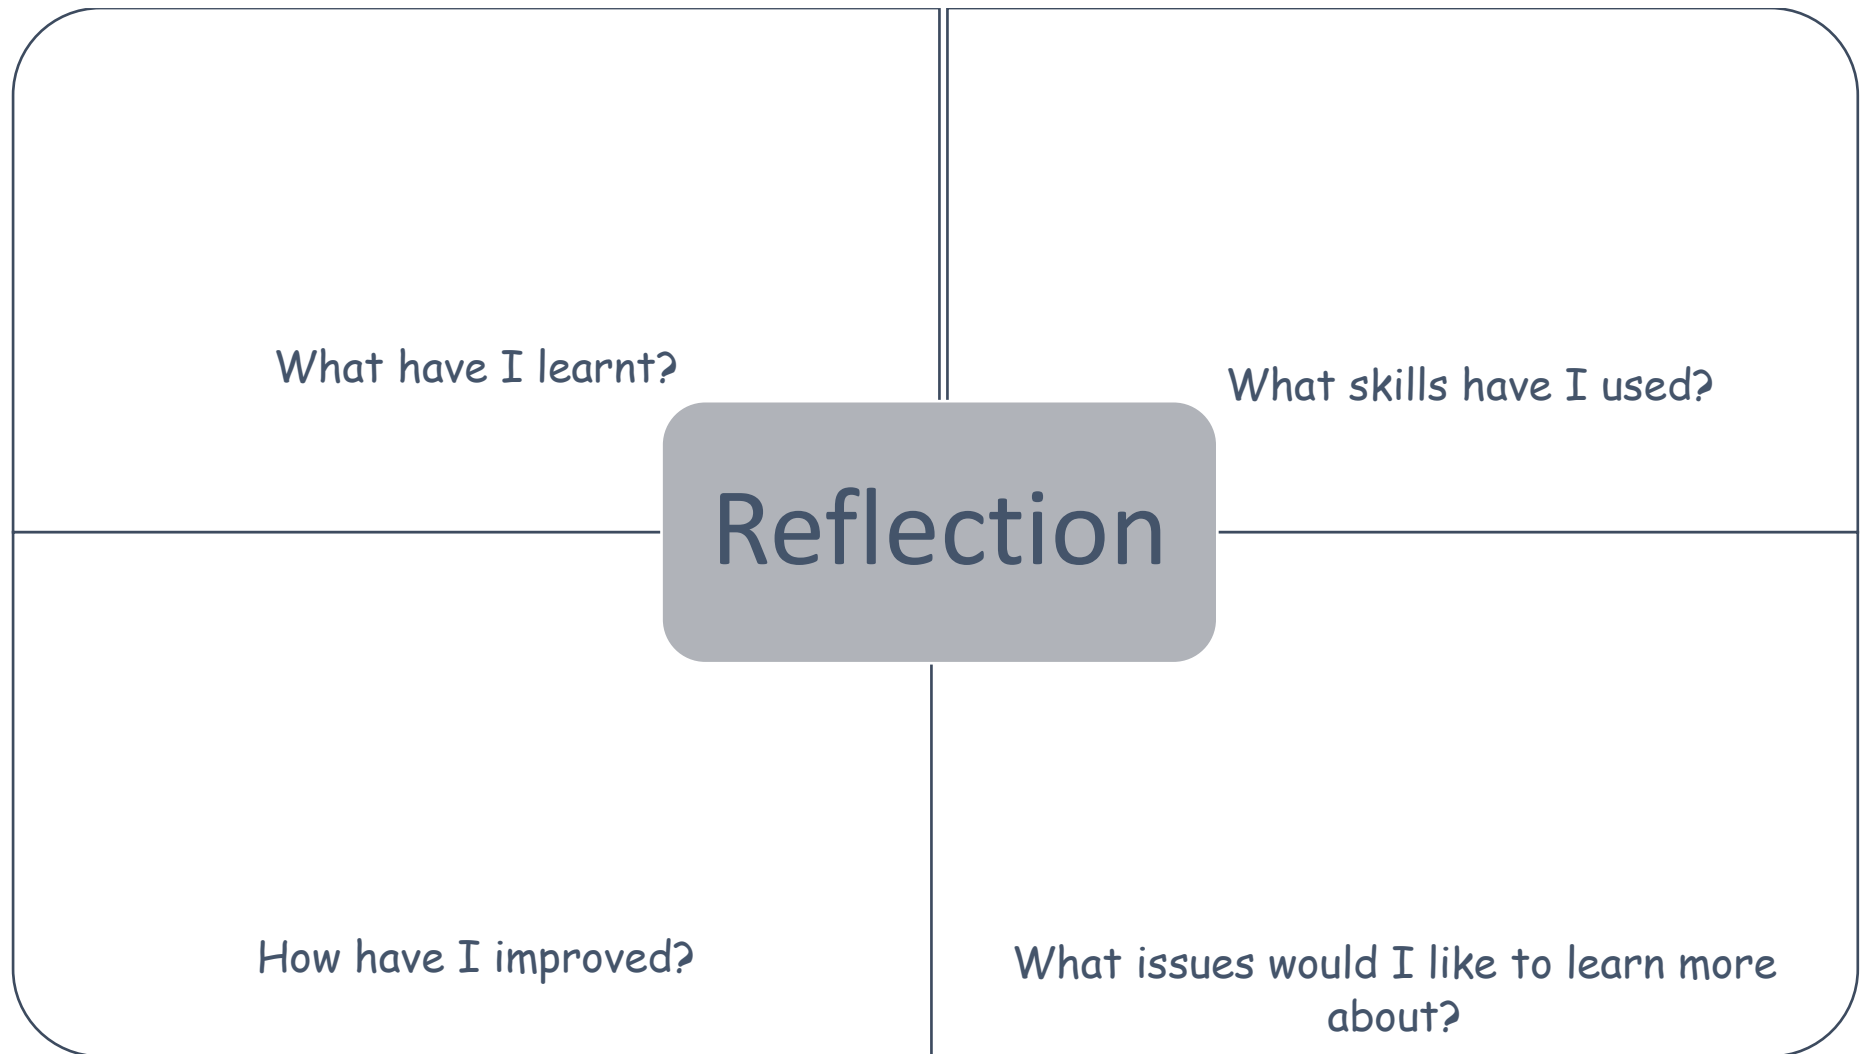 What have I learnt?
What skills have I used?
Reflection
How have I improved?
What issues would I like to learn more
about?